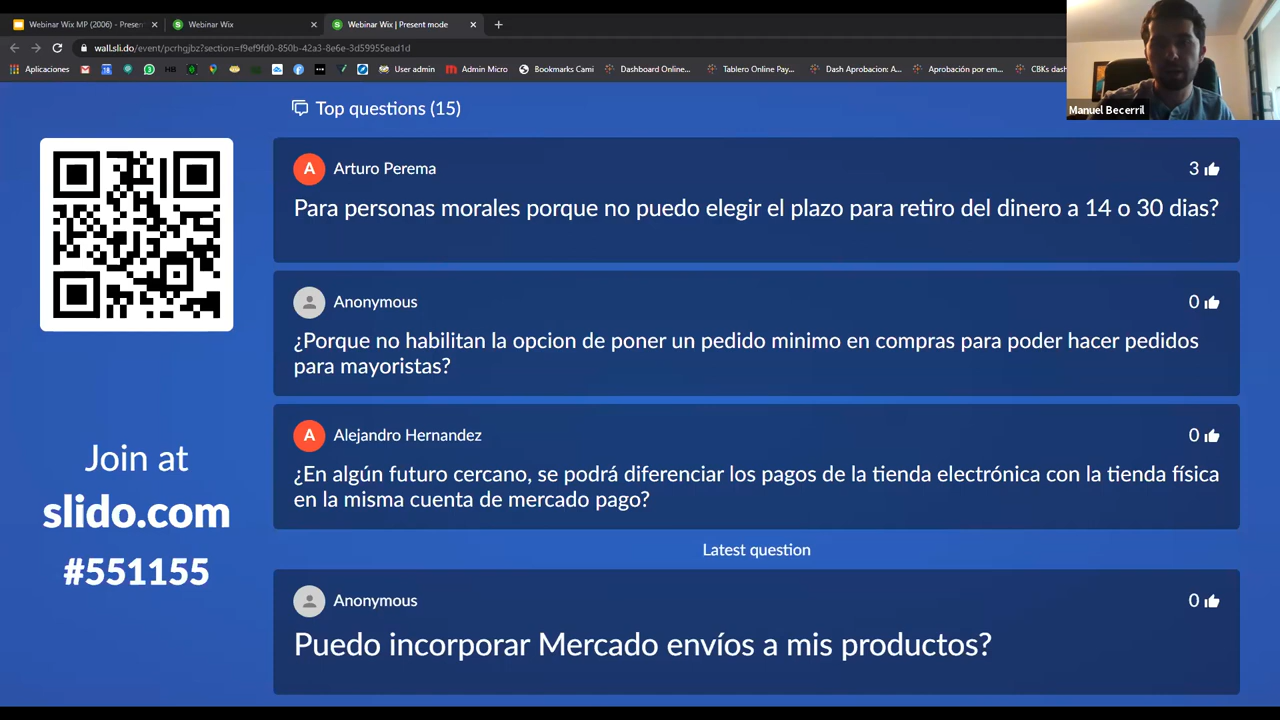 Webinar Wix MP (2006) - Presen
Webinar Wix
Webinar Wix | Present mode
wall.sli.do/event/pcrhgjbz?section=f9ef9fd0-850b-42a3-8e6e-3d59955ead1d
Aplicaciones
HB
User admin
Admin Micro
Bookmarks Cami
Dashboard Online...
Tablero Online Pay...
Dash Aprobacion: A...
Aprobación por em...
CBKs dasht
Manuel Becerril
Top questions (15)
A
Arturo Perema
3
Para personas morales porque no puedo elegir el plazo para retiro del dinero a 14 o 30 dias?
Anonymous
0
¿Porque no habilitan la opcion de poner un pedido minimo en compras para poder hacer pedidos
para mayoristas?
A
Alejandro Hernandez
0
¿En algún futuro cercano, se podrá diferenciar los pagos de la tienda electrónica con la tienda física
en la misma cuenta de mercado pago?
Join at
slido.com
#551155
Latest question
Anonymous
0
Puedo incorporar Mercado envíos a mis productos?